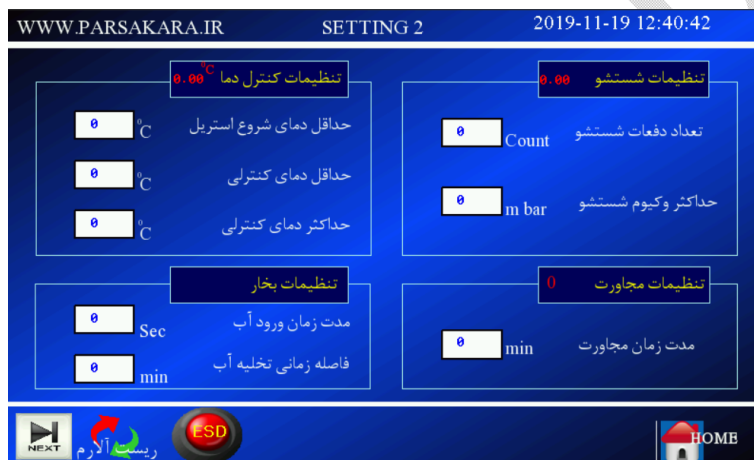 WWW.PARSAKARA.IR SETTING 2 2019-11-19 12:40:42
تنظیمات شستشو 0.00
تعداد دفعات شستشو 0 Count
حداکثر وکیوم شستشو 0 m bar
تنظیمات کنترل دما 0.00 °C
حداقل دمای شروع استریل 0 °C
حداقل دمای کنترلی 0 °C
حداکثر دمای کنترلی 0 °C
تنظیمات مجاورت 0
مدت زمان مجاورت 0 min
تنظیمات بخار
مدت زمان ورود آب 0 Sec
فاصله زمانی تخلیه آب 0 min
NEXT ریست آلارم ESD HOME